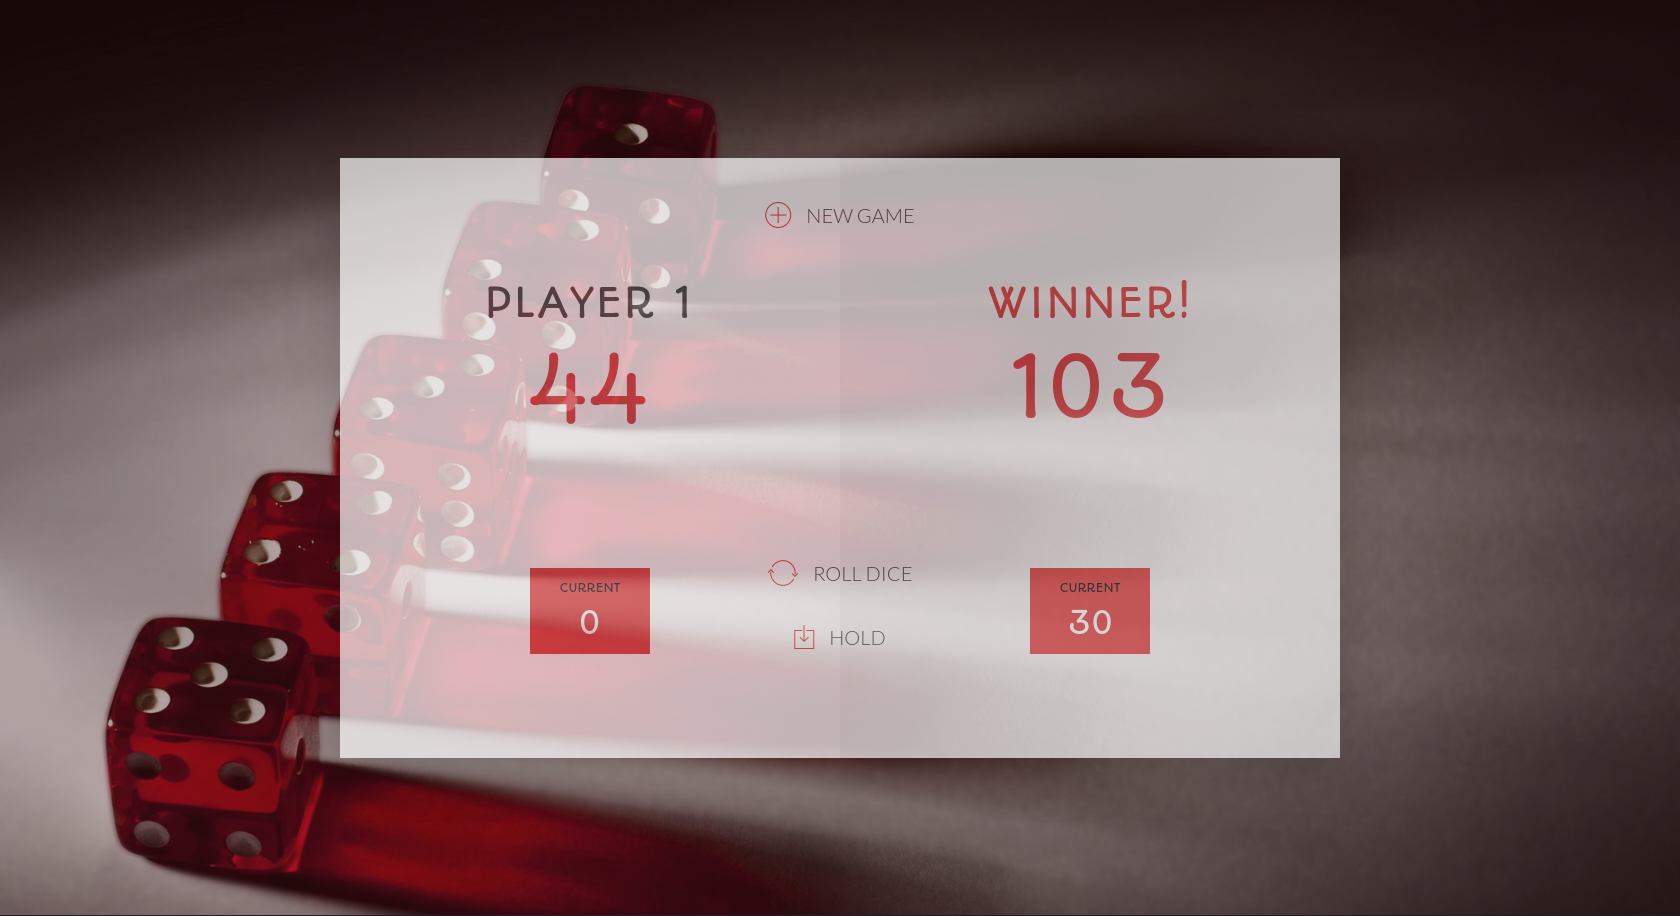 NEW GAME
PLAYER 1
44
WINNER!
103
ROLL DICE
HOLD
CURRENT
0
CURRENT
30